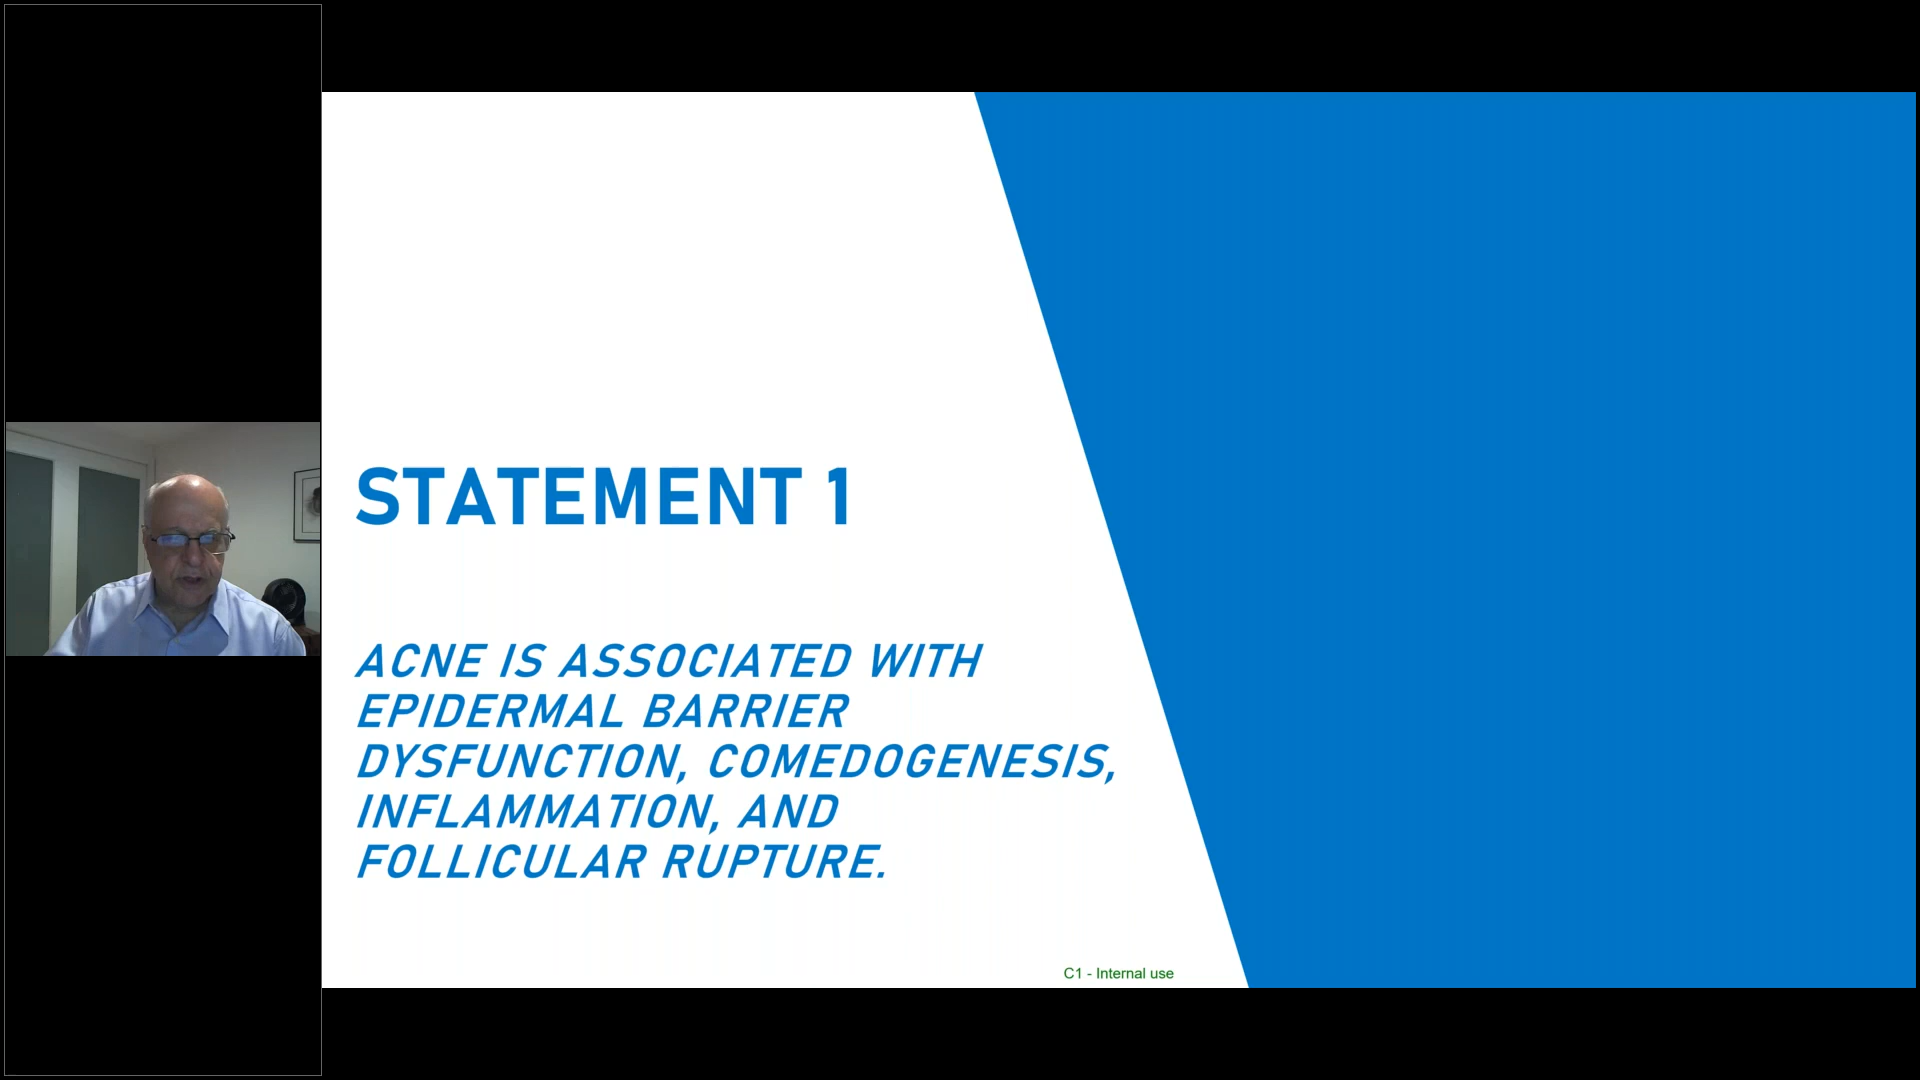 STATEMENT 1
ACNE IS ASSOCIATED WITH
EPIDERMAL BARRIER
DYSFUNCTION, COMEDOGENESIS,
INFLAMMATION, AND
FOLLICULAR RUPTURE.
C1 - Internal use